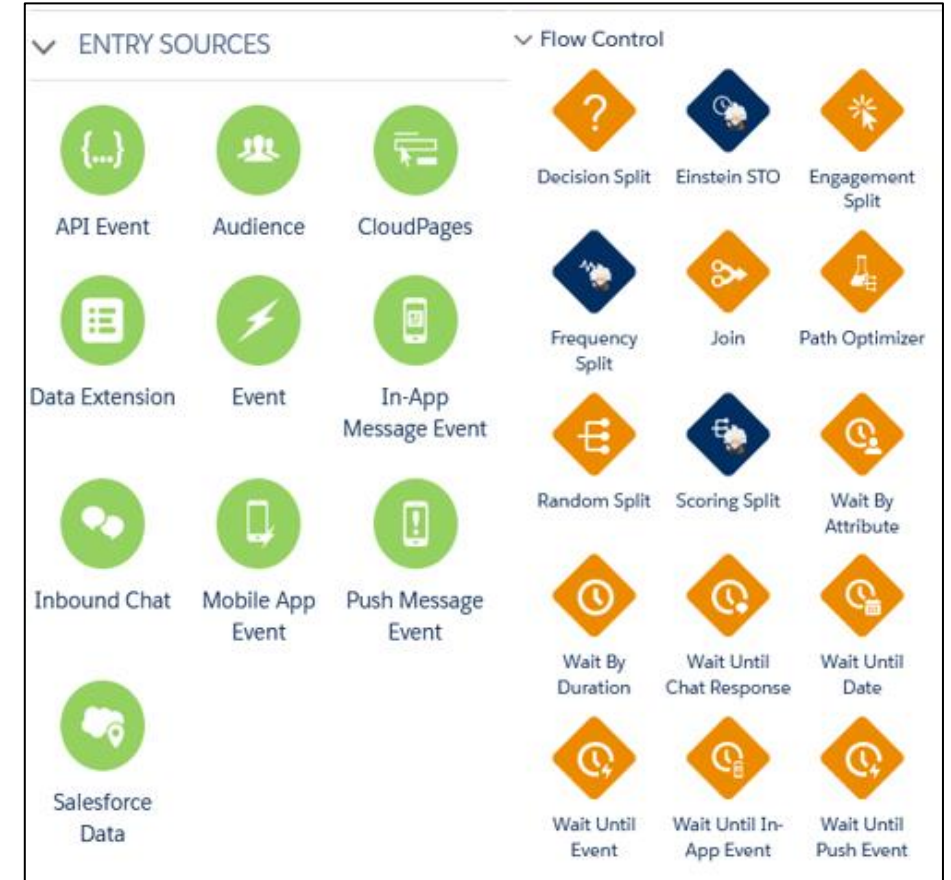 ENTRY SOURCES
API Event
Audience
CloudPages
Data Extension
Event
In-App
Message Event
Inbound Chat
Mobile App
Event
Push Message
Event
Salesforce
Data
Flow Control
?
Decision Split
Einstein STO
Engagement
Split
Frequency
Split
Join
Path Optimizer
Random Split
Scoring Split
Wait By
Attribute
Wait By
Duration
Wait Until
Chat Response
Wait Until
Date
Wait Until
Event
Wait Until In-
App Event
Wait Until
Push Event